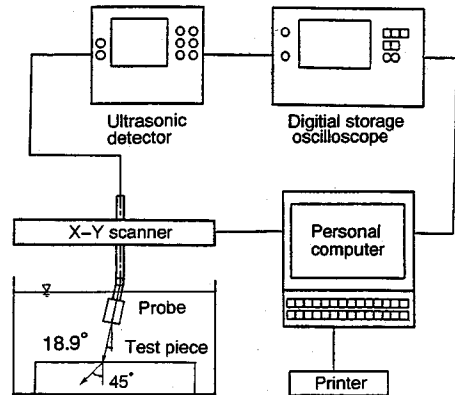 Ultrasonic
detector
Digitial storage
oscilloscope
X-Y scanner
Personal
computer
Probe
18.9°
Test piece
45°
Printer